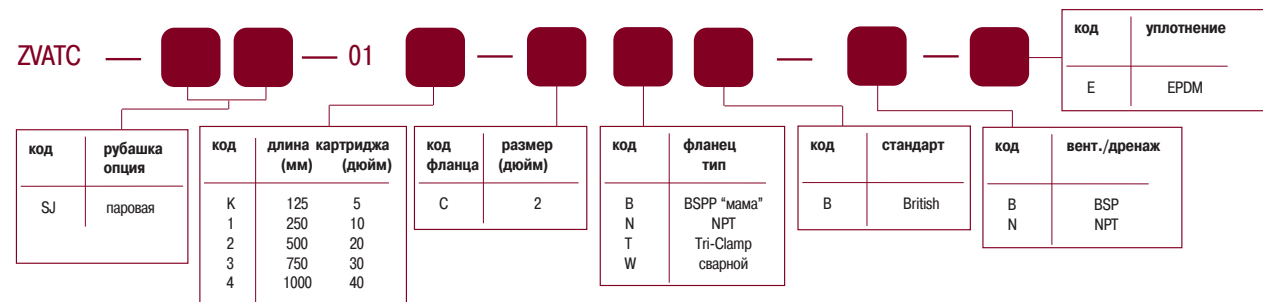 ZVATC — — 01 — — —
код уплотнение
E EPDM
код рубашка опция
SJ паровая
код длина картриджа
(мм) (дюйм)
K 125 5
1 250 10
2 500 20
3 750 30
4 1000 40
код размер
фланца (дюйм)
C 2
код фланец
тип
B BSPP “мама”
N NPT
T Tri-Clamp
W сварной
код стандарт
B British
код вент./дренаж
B BSP
N NPT